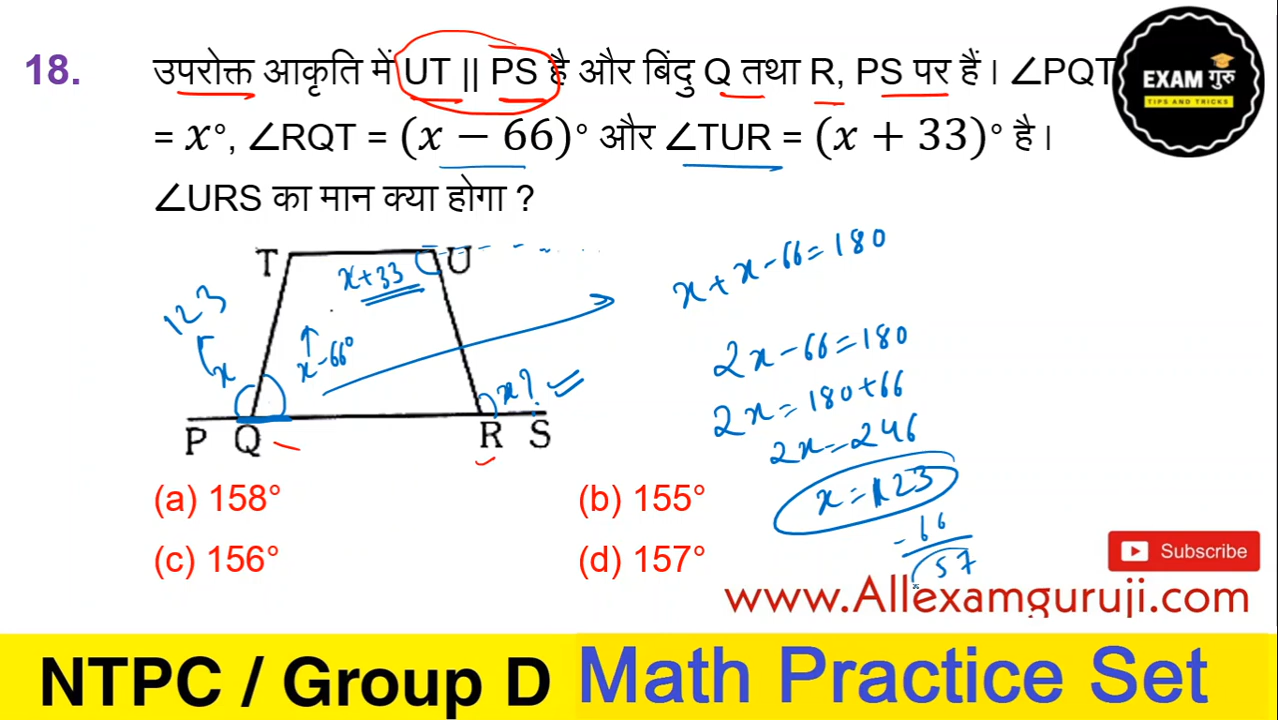 18. उपरोक्त आकृति में UT || PS है और बिंदु Q तथा R, PS पर हैं। ∠PQT
= x°, ∠RQT = (x − 66)° और ∠TUR = (x + 33)° है।
∠URS का मान क्या होगा ?
EXAM गुरु
TIPS AND TRICKS
T U
x+33
123
x
x-66°
x?
P Q R S
x+x-66=180
2x-66=180
2x=180+66
2x=246
x=123
-66
57
(a) 158° (b) 155°
(c) 156° (d) 157°
Subscribe
www.Allexamguruji.com
NTPC / Group D Math Practice Set